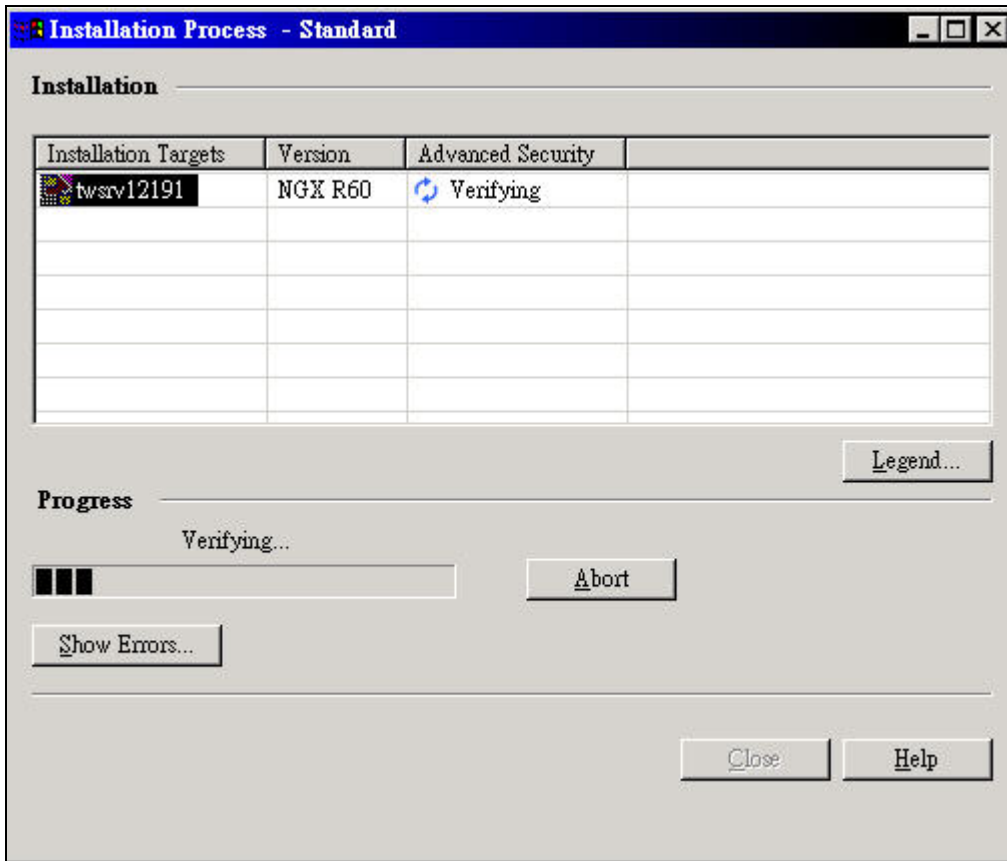 Installation Process - Standard
Installation
Installation Targets Version Advanced Security
twsrv12191 NGX R60 Verifying
Legend...
Progress
Verifying...
Abort
Show Errors...
Close Help